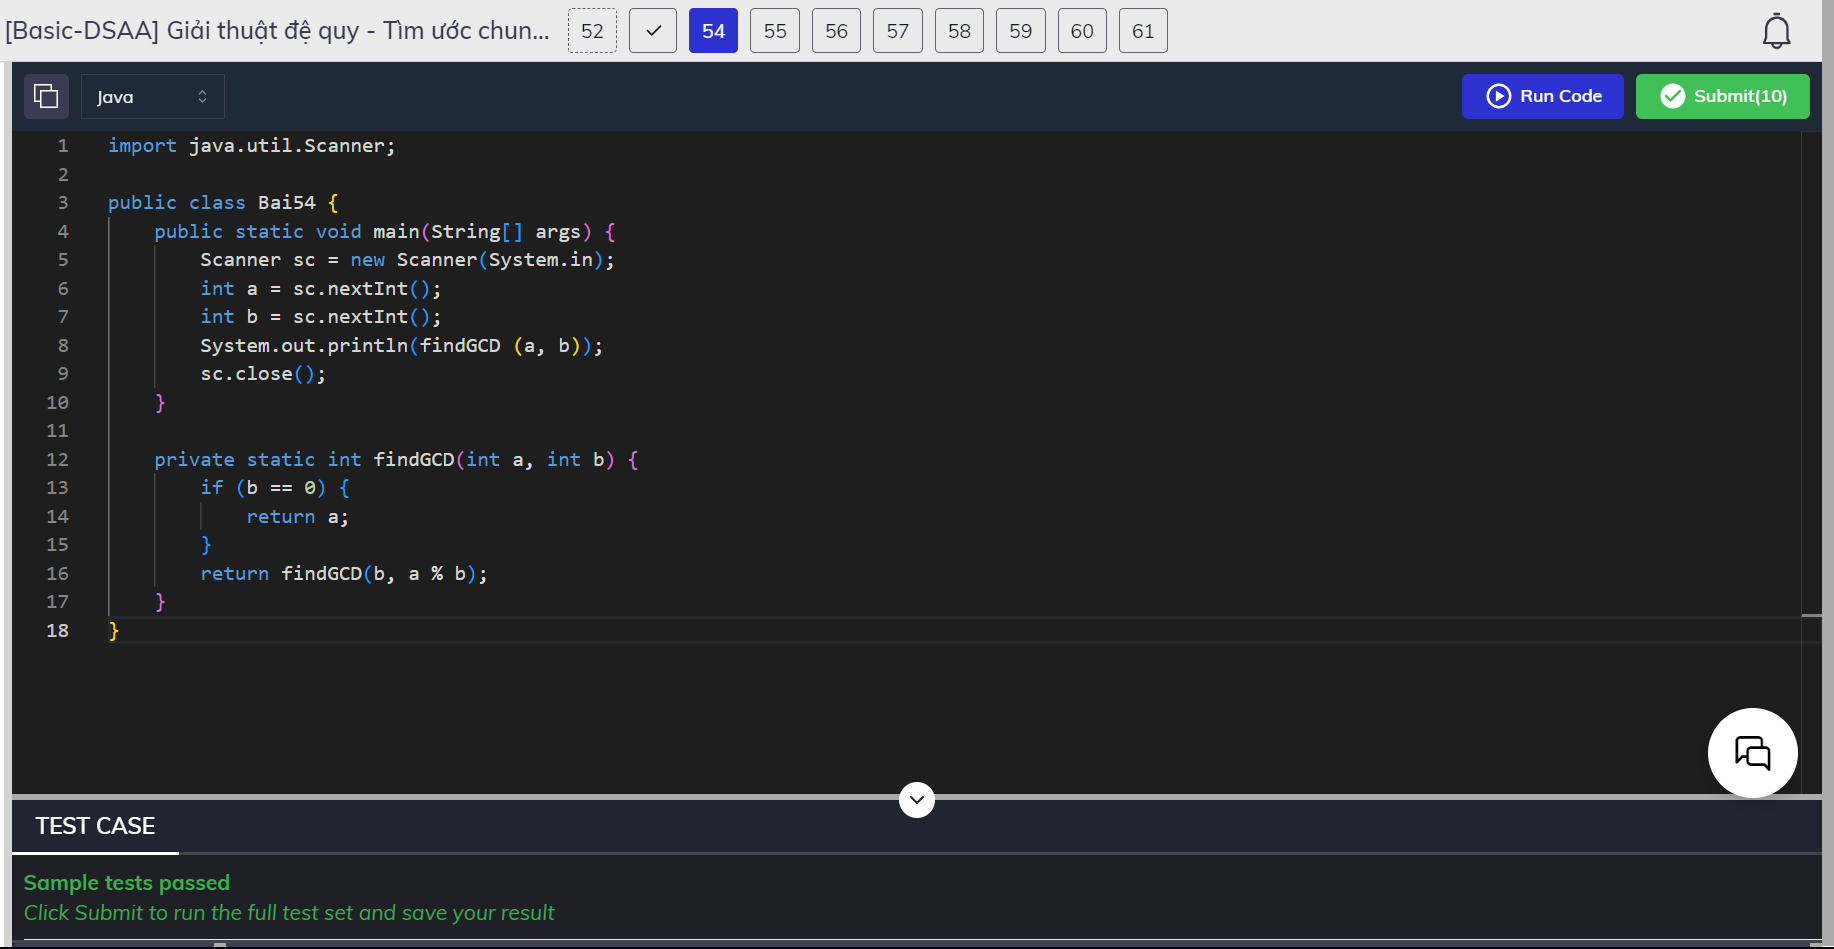 [Basic-DSAA] Giải thuật đệ quy - Tìm ước chun... 52 54 55 56 57 58 59 60 61
Java Run Code Submit(10)
1 import java.util.Scanner;
2
3 public class Bai54 {
4 public static void main(String[] args) {
5 Scanner sc = new Scanner(System.in);
6 int a = sc.nextInt();
7 int b = sc.nextInt();
8 System.out.println(findGCD (a, b));
9 sc.close();
10 }
11
12 private static int findGCD(int a, int b) {
13 if (b == 0) {
14 return a;
15 }
16 return findGCD(b, a % b);
17 }
18 }
TEST CASE
Sample tests passed
Click Submit to run the full test set and save your result